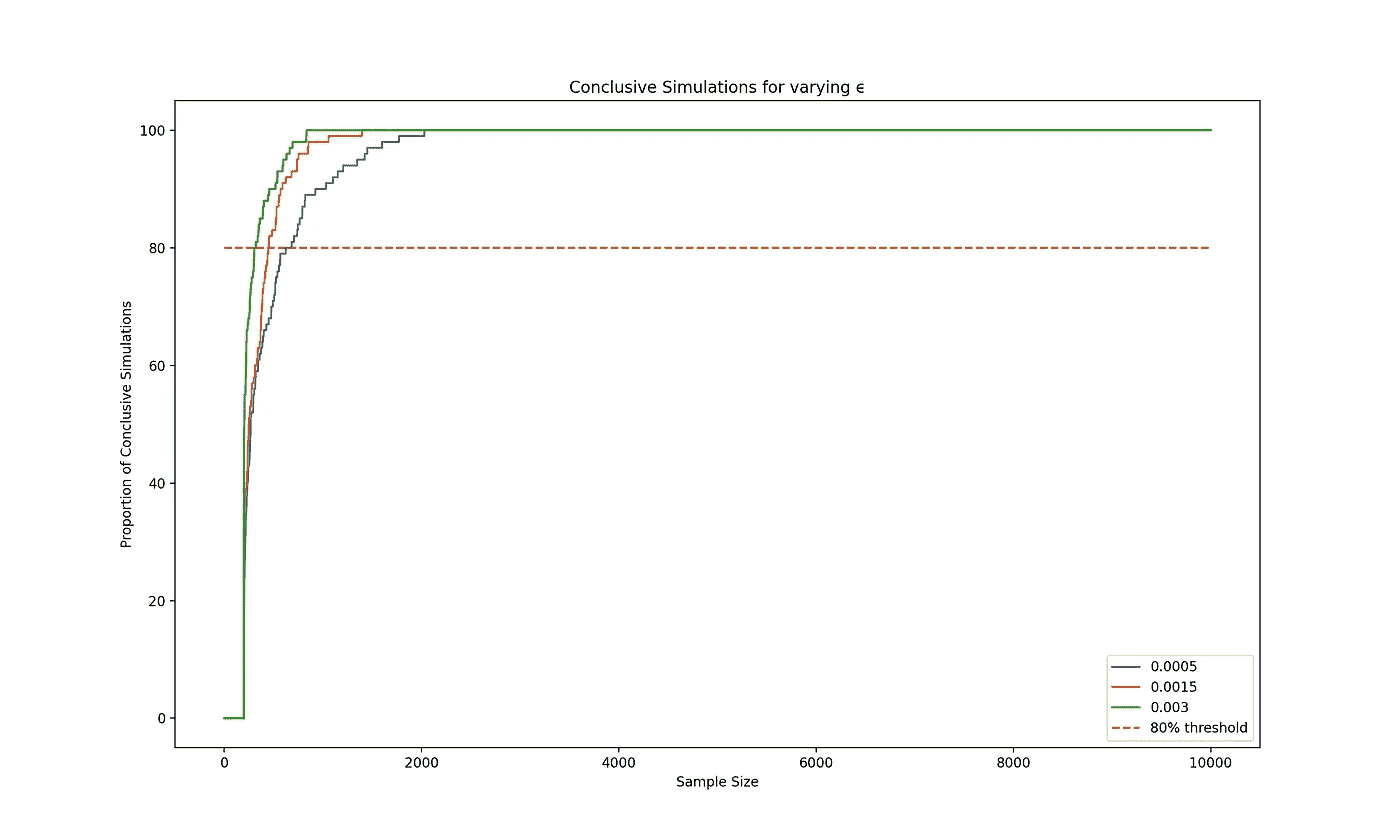 Conclusive Simulations for varying ϵ
100
80
60
40
20
0
Proportion of Conclusive Simulations
0.0005
0.0015
0.003
80% threshold
0 2000 4000 6000 8000 10000
Sample Size